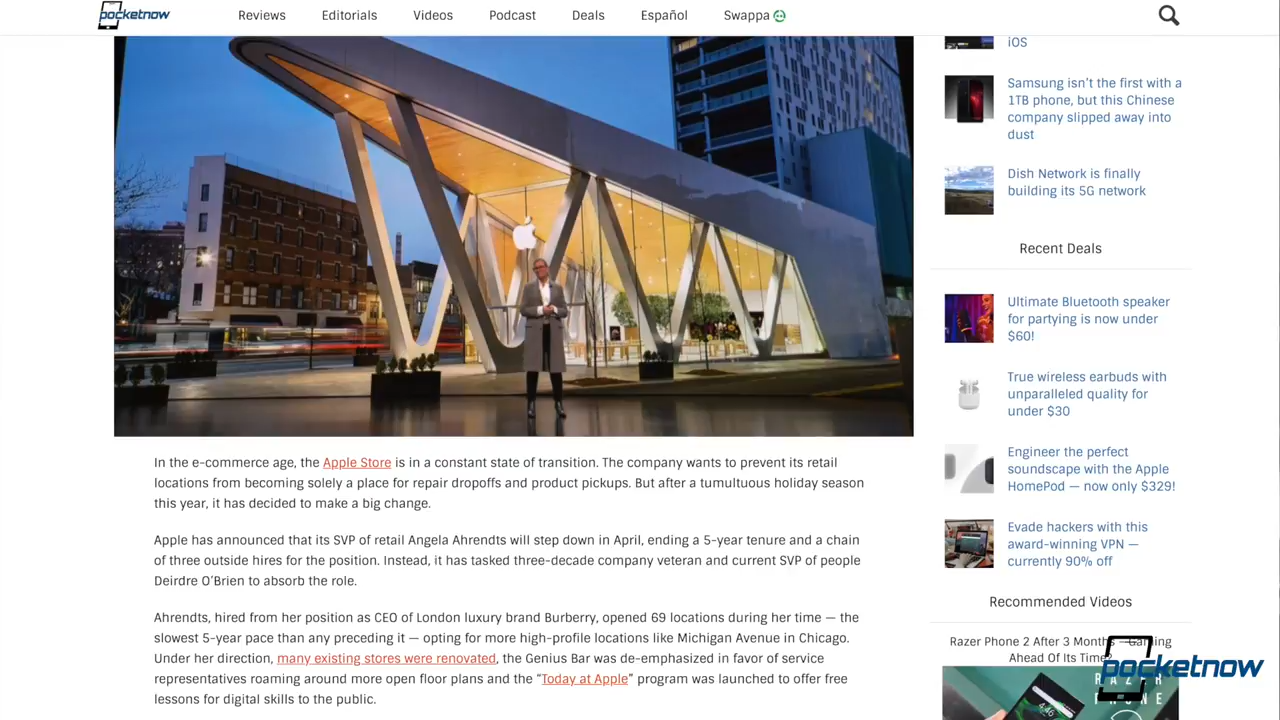 pocketnow
Reviews
Editorials
Videos
Podcast
Deals
Español
Swappa
In the e-commerce age, the Apple Store is in a constant state of transition. The company wants to prevent its retail
locations from becoming solely a place for repair dropoffs and product pickups. But after a tumultuous holiday season
this year, it has decided to make a big change.
Apple has announced that its SVP of retail Angela Ahrendts will step down in April, ending a 5-year tenure and a chain
of three outside hires for the position. Instead, it has tasked three-decade company veteran and current SVP of people
Deirdre O’Brien to absorb the role.
Ahrendts, hired from her position as CEO of London luxury brand Burberry, opened 69 locations during her time — the
slowest 5-year pace than any preceding it — opting for more high-profile locations like Michigan Avenue in Chicago.
Under her direction, many existing stores were renovated, the Genius Bar was de-emphasized in favor of service
representatives roaming around more open floor plans and the “Today at Apple” program was launched to offer free
lessons for digital skills to the public.
iOS
Samsung isn’t the first with a
1TB phone, but this Chinese
company slipped away into
dust
Dish Network is finally
building its 5G network
Recent Deals
Ultimate Bluetooth speaker
for partying is now under
$60!
True wireless earbuds with
unparalleled quality for
under $30
Engineer the perfect
soundscape with the Apple
HomePod — now only $329!
Evade hackers with this
award-winning VPN —
currently 90% off
Recommended Videos
Razer Phone 2 After 3 Months —Gaming
Ahead Of Its Time?
pocketnow